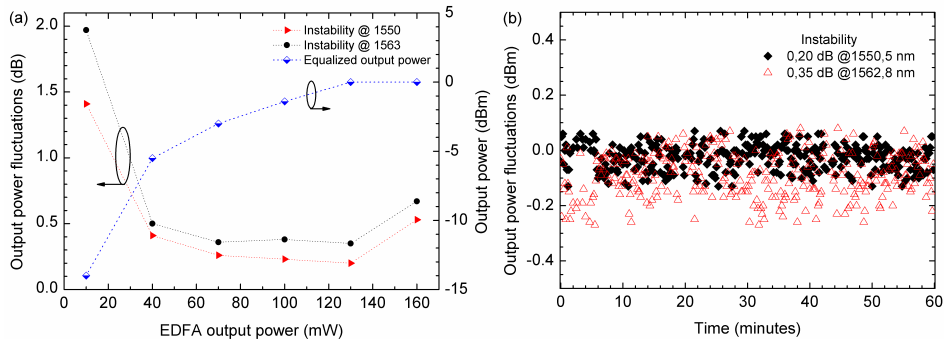 (a)
Instability @ 1550
Instability @ 1563
Equalized output power
Output power fluctuations (dB)
2.0
1.5
1.0
0.5
0.0
0 20 40 60 80 100 120 140 160
EDFA output power (mW)
5
0
-5
-10
-15
Output power (dBm)
(b)
Instability
0,20 dB @1550,5 nm
0,35 dB @1562,8 nm
Output power fluctuations (dBm)
0.4
0.2
0.0
-0.2
-0.4
0 10 20 30 40 50 60
Time (minutes)